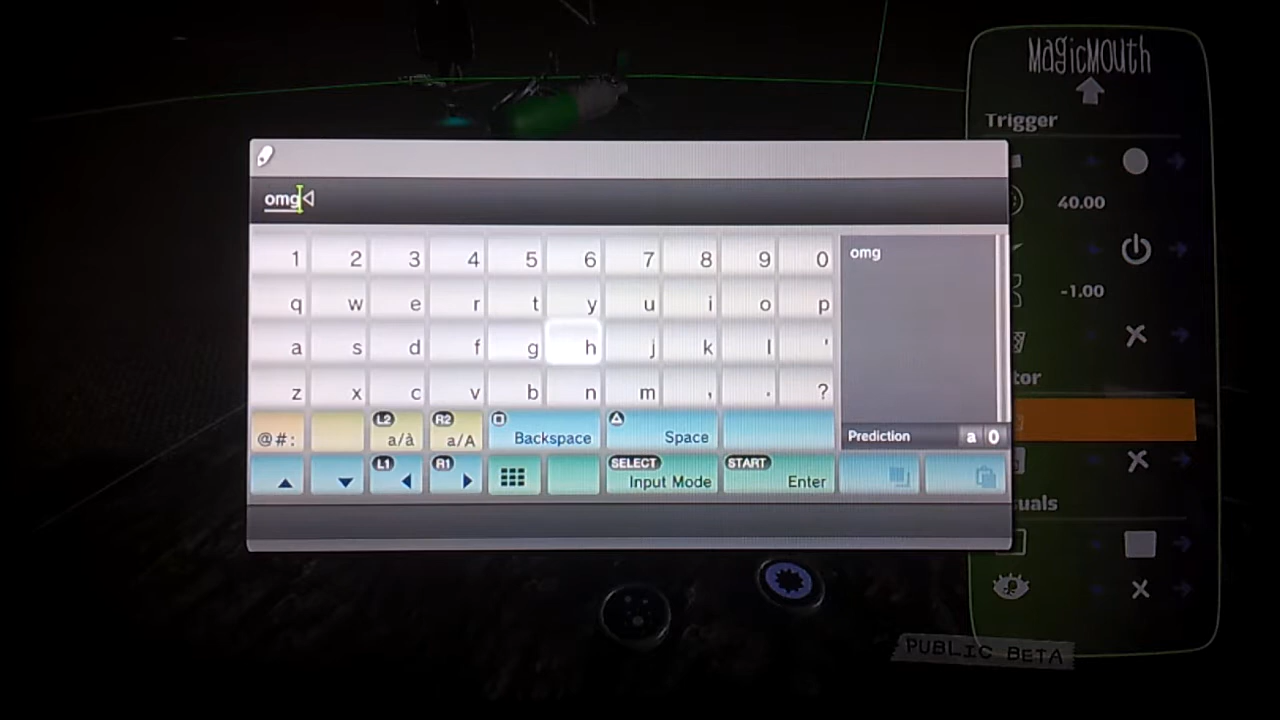 MagicMouth
Trigger
omg
40.00
1 2 3 4 5 6 7 8 9 0
omg
q w e r t y u i o p
-1.00
a s d f g h j k l '
z x c v b n m , . ?
L2 R2
@#: a/à a/A Backspace Space
Prediction a 0
L1 R1 SELECT START
Input Mode Enter
PUBLIC BETA